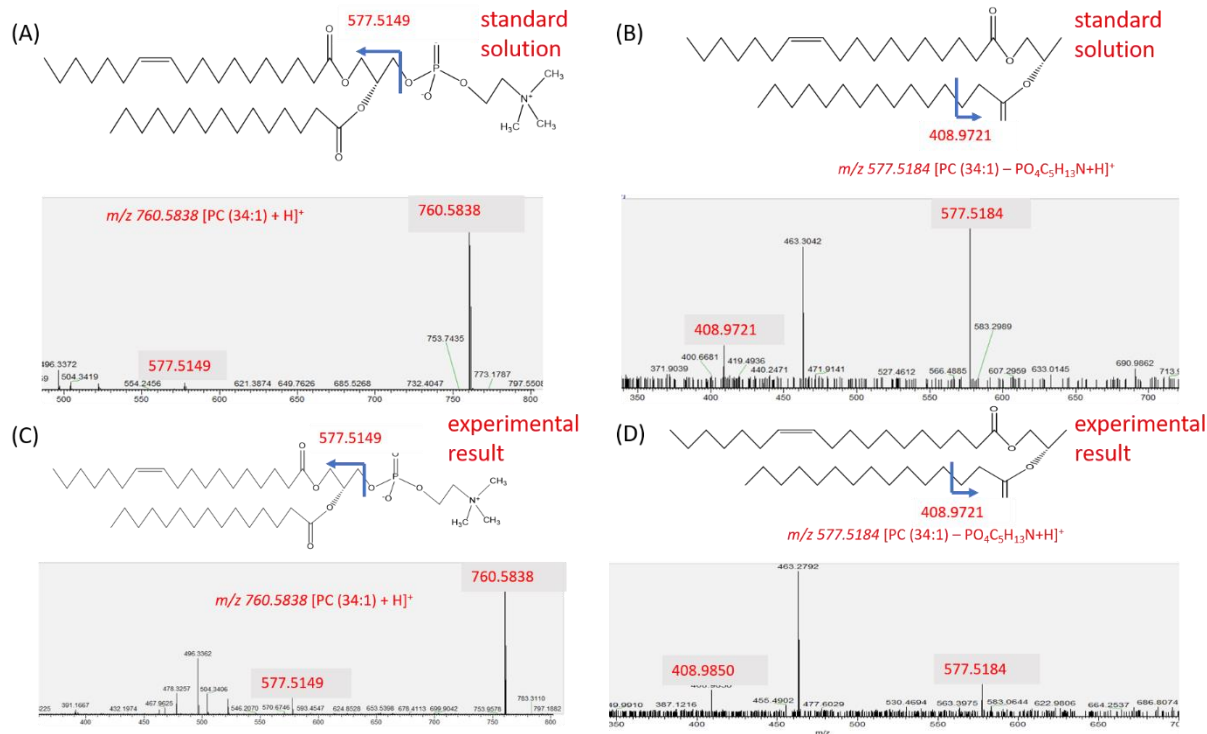 (A)
577.5149
standard
solution
O
O
O
P
O
O⁻
O
N⁺
CH₃
CH₃
H₃C
O
O
m/z 760.5838 [PC (34:1) + H]⁺
760.5838
753.7435
577.5149
496.3372
504.3419
554.2456
621.3874
649.7626
685.5268
732.4047
773.1787
797.5508
500
550
600
650
700
750
800
(B)
standard
solution
O
O
O
408.9721
m/z 577.5184 [PC (34:1) – PO₄C₅H₁₃N+H]⁺
577.5184
463.3042
408.9721
583.2989
400.6681
419.4936
690.9862
371.9039
440.2471
471.9141
527.4612
566.4885
607.2959
633.0145
350
400
450
500
550
600
650
700
(C)
577.5149
experimental
result
O
O
O
O
P
O
O
N⁺
CH₃
CH₃
H₃C
O
O
760.5838
m/z 760.5838 [PC (34:1) + H]⁺
496.3362
577.5149
478.3257
504.3406
783.3110
391.1667
432.1974
467.9625
570.6746
593.4547
624.8528
653.5398
678.4113
699.9042
753.9578
797.1882
400
450
500
550
600
650
700
750
800
(D)
experimental
result
O
O
O
408.9721
m/z 577.5184 [PC (34:1) – PO₄C₅H₁₃N+H]⁺
463.2792
408.9850
577.5184
387.1216
455.4902
477.6029
530.4694
563.3975
583.0644
622.9806
664.2537
686.8074
350
400
450
500
550
600
650
m/z